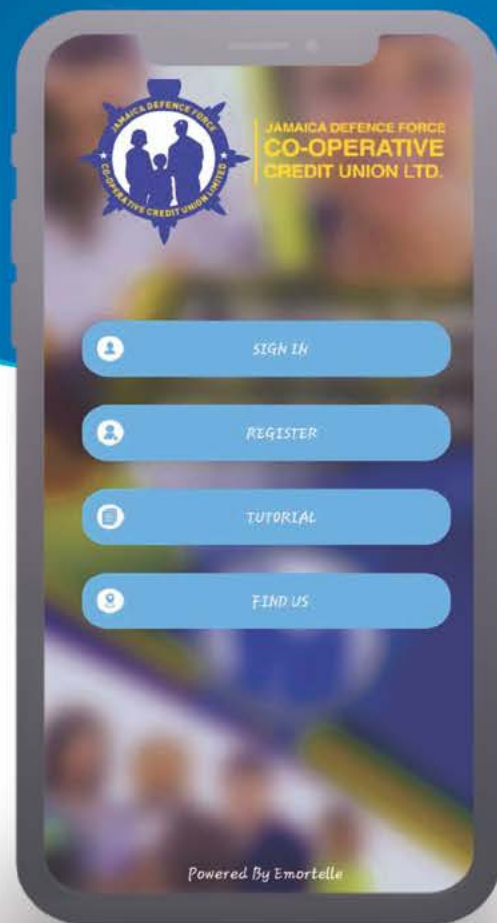 JAMAICA DEFENCE FORCE
CO-OPERATIVE CREDIT UNION LIMITED
JAMAICA DEFENCE FORCE
CO-OPERATIVE
CREDIT UNION LTD.
SIGN IN
REGISTER
TUTORIAL
FIND US
Powered By Emortelle